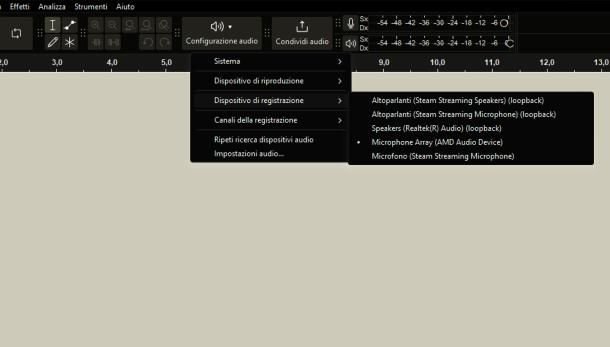 Effetti Analizza Strumenti Aiuto
Configurazione audio
Condividi audio
Sx
Dx
-54 -48 -42 -36 -30 -24 -18 -12 -6
Sx
Dx
-54 -48 -42 -36 -30 -24 -18 -12 -6
2,0 3,0 4,0 5,0 9,0 10,0 11,0 12,0 13,0
Sistema
Dispositivo di riproduzione
Dispositivo di registrazione
Canali della registrazione
Ripeti ricerca dispositivi audio
Impostazioni audio...
Altoparlanti (Steam Streaming Speakers) (loopback)
Altoparlanti (Steam Streaming Microphone) (loopback)
Speakers (Realtek(R) Audio) (loopback)
Microphone Array (AMD Audio Device)
Microfono (Steam Streaming Microphone)